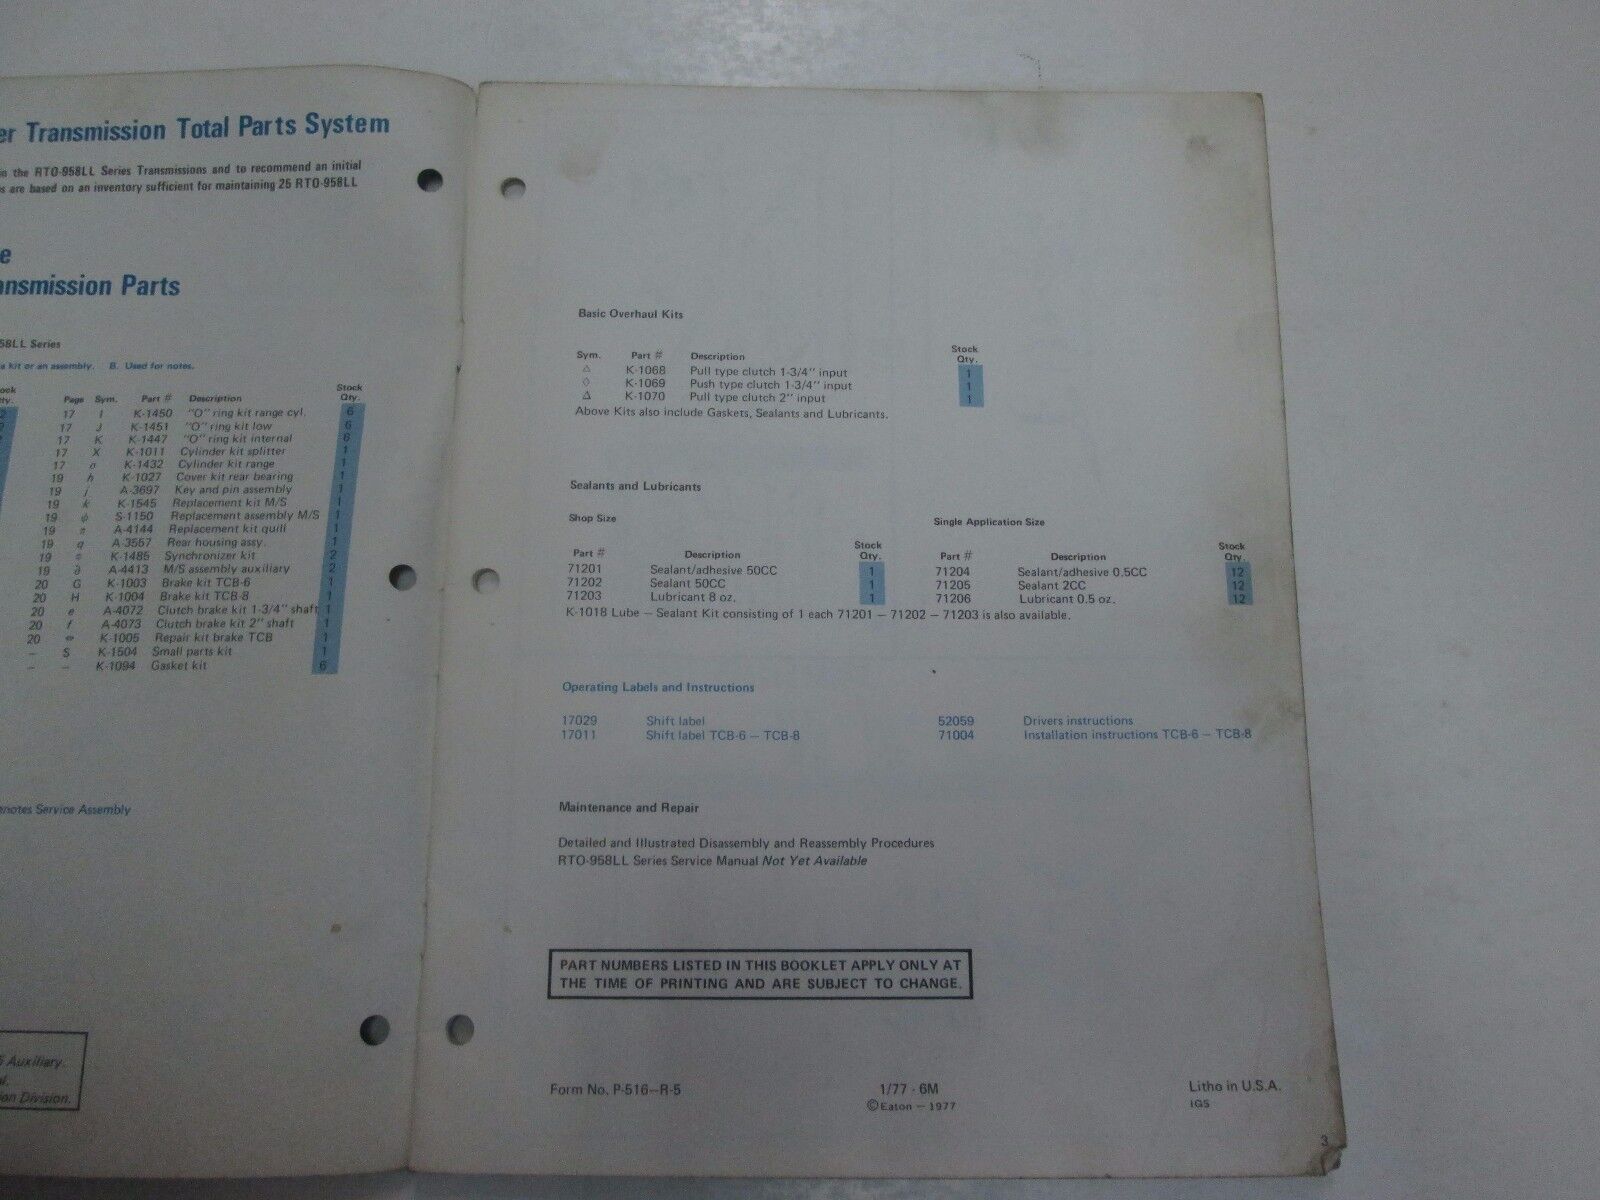 er Transmission Total Parts System
in the RTO-958LL Series Transmissions and to recommend an initial
s are based on an inventory sufficient for maintaining 25 RTO-958LL
e
ansmission Parts
58LL Series
a kit or an assembly. B. Used for notes.
Page Sym. Part # Description Stock Qty.
17 I K-1450 "O" ring kit range cyl. 6
17 J K-1451 "O" ring kit low 6
17 K K-1447 "O" ring kit internal 6
17 X K-1011 Cylinder kit splitter 1
17 σ K-1432 Cylinder kit range 1
19 h K-1027 Cover kit rear bearing 1
19 j A-3697 Key and pin assembly 1
19 k K-1545 Replacement kit M/S 1
19 ψ S-1150 Replacement assembly M/S 1
19 A-4144 Replacement kit quill 1
19 q A-3557 Rear housing assy. 1
19 K-1485 Synchronizer kit 2
19 ∂ A-4413 M/S assembly auxiliary 2
20 G K-1003 Brake kit TCB-6 1
20 H K-1004 Brake kit TCB-8 1
20 e A-4072 Clutch brake kit 1-3/4" shaft 1
20 f A-4073 Clutch brake kit 2" shaft 1
20 K-1005 Repair kit brake TCB 1
– S K-1504 Small parts kit 1
– – K-1094 Gasket kit 6
enotes Service Assembly
Auxiliary.
ion Division.
Basic Overhaul Kits
Sym. Part # Description Stock Qty.
△ K-1068 Pull type clutch 1-3/4" input 1
◊ K-1069 Push type clutch 1-3/4" input 1
Δ K-1070 Pull type clutch 2" input 1
Above Kits also include Gaskets, Sealants and Lubricants.
Sealants and Lubricants
Shop Size Single Application Size
Part # Description Stock Qty. Part # Description Stock Qty.
71201 Sealant/adhesive 50CC 1 71204 Sealant/adhesive 0.5CC 12
71202 Sealant 50CC 1 71205 Sealant 2CC 12
71203 Lubricant 8 oz. 1 71206 Lubricant 0.5 oz. 12
K-1018 Lube – Sealant Kit consisting of 1 each 71201 – 71202 – 71203 is also available.
Operating Labels and Instructions
17029 Shift label 52059 Drivers instructions
17011 Shift label TCB-6 – TCB-8 71004 Installation instructions TCB-6 – TCB-8
Maintenance and Repair
Detailed and Illustrated Disassembly and Reassembly Procedures
RTO-958LL Series Service Manual Not Yet Available
PART NUMBERS LISTED IN THIS BOOKLET APPLY ONLY AT
THE TIME OF PRINTING AND ARE SUBJECT TO CHANGE.
Form No. P-516–R-5 1/77 · 6M Litho in U.S.A.
©Eaton – 1977 IGS
3